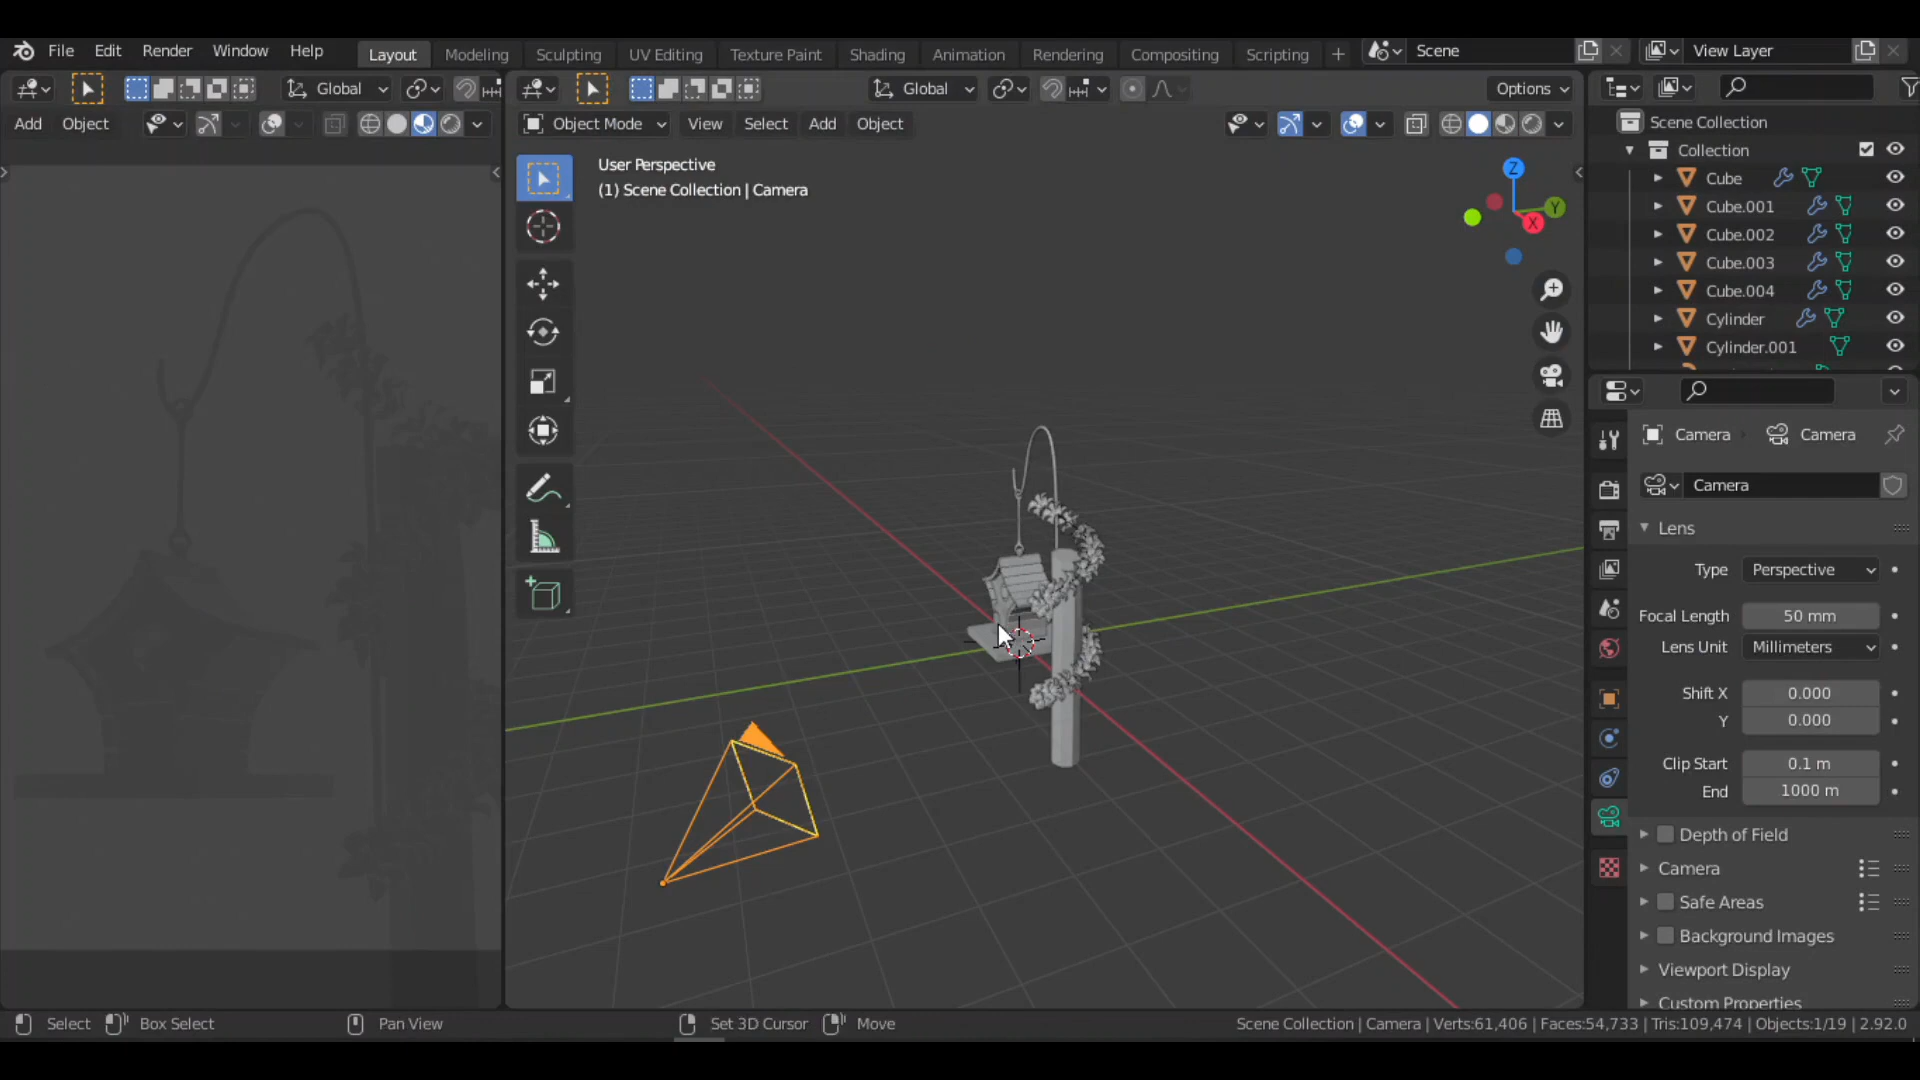 File Edit Render Window Help Layout Modeling Sculpting UV Editing Texture Paint Shading Animation Rendering Compositing Scripting + Scene View Layer
Global Global Options
Add Object Object Mode View Select Add Object
User Perspective
(1) Scene Collection | Camera
Z
Y
X
Scene Collection
Collection
Cube
Cube.001
Cube.002
Cube.003
Cube.004
Cylinder
Cylinder.001
Camera Camera
Camera
Lens
Type Perspective
Focal Length 50 mm
Lens Unit Millimeters
Shift X 0.000
Y 0.000
Clip Start 0.1 m
End 1000 m
Depth of Field
Camera
Safe Areas
Background Images
Viewport Display
Custom Properties
Select Box Select Pan View Set 3D Cursor Move Scene Collection | Camera | Verts:61,406 | Faces:54,733 | Tris:109,474 | Objects:1/19 | 2.92.0